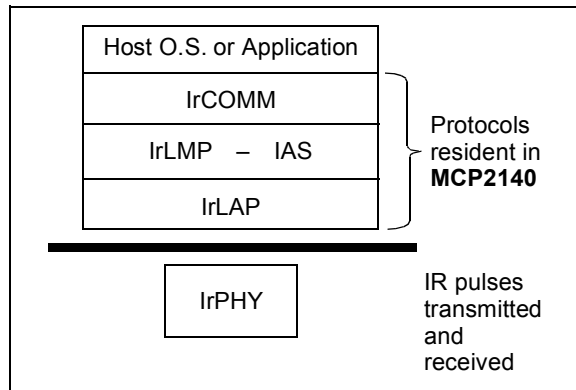 Host O.S. or Application
IrCOMM
IrLMP – IAS
IrLAP
Protocols
resident in
MCP2140
IrPHY
IR pulses
transmitted
and
received